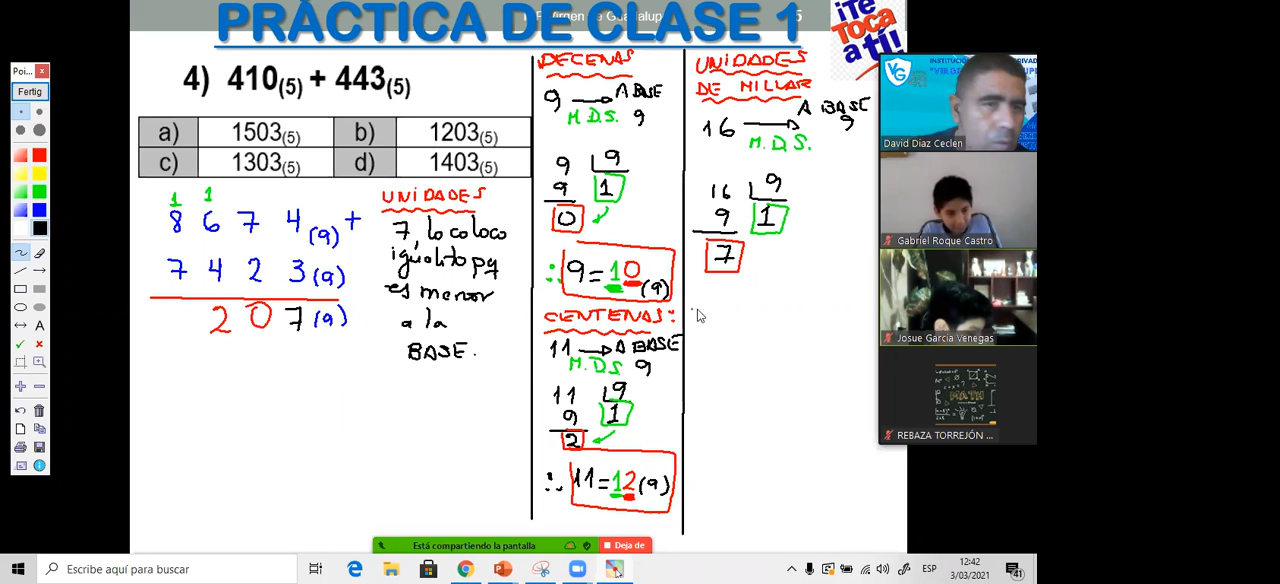 PRÁCTICA DE CLASE 1
¡Te
Toca
a ti!
4) 410(5) + 443(5)
a) 1503(5) b) 1203(5)
c) 1303(5) d) 1403(5)
1 1
8 6 7 4 (9) +
7 4 2 3 (9)
2 0 7 (9)
UNIDADES
7, lo coloco
igualito pq
es menor
a la
BASE.
DECENAS
9 → A BASE
M.D.S. 9
9 9
9 1
0
∴ 9 = 10 (9)
CENTENAS:
11 → A BASE
M.D.S 9
11 9
9 1
2
∴ 11 = 12 (9)
UNIDADES
DE MILLAR
16 → A BASE
M.D.S. 9
16 9
9 1
7
Poi...
Fertig
A
David Diaz Ceclen
Gabriel Roque Castro
Josue Garcia Venegas
MATH
REBAZA TORREJÓN ...
Está compartiendo la pantalla
Deja de
Escribe aquí para buscar
ESP
12:42
3/03/2021
41